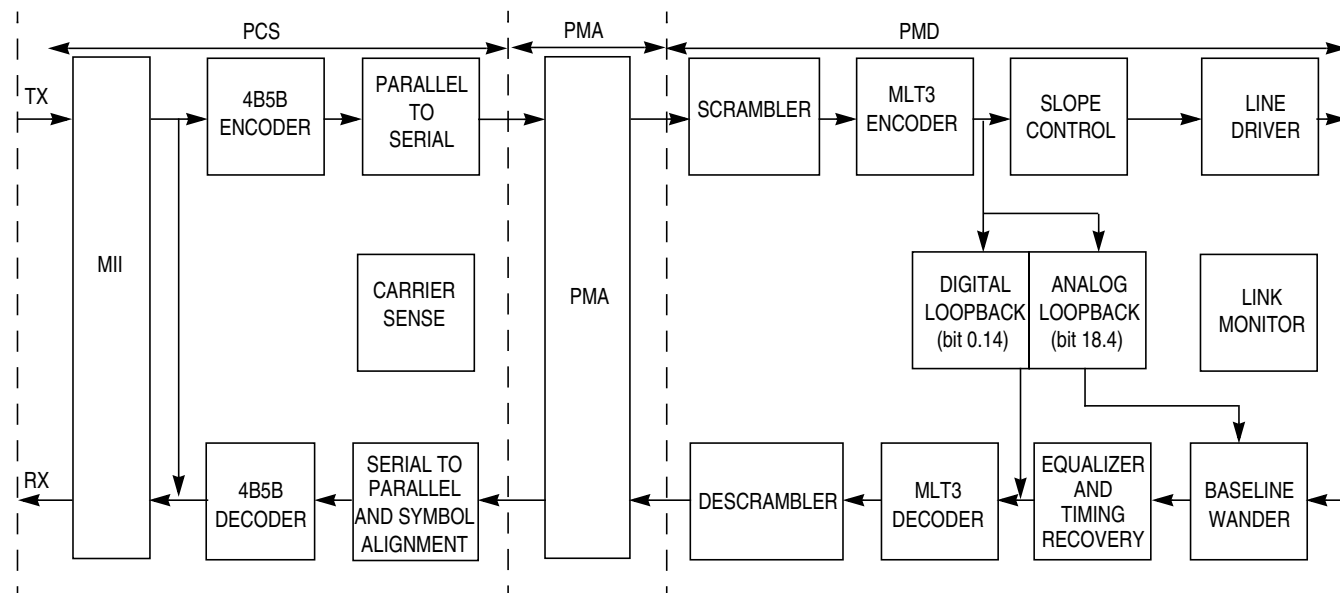 PCS
PMA
PMD
TX
MII
4B5B
ENCODER
PARALLEL
TO
SERIAL
PMA
SCRAMBLER
MLT3
ENCODER
SLOPE
CONTROL
LINE
DRIVER
CARRIER
SENSE
DIGITAL
LOOPBACK
(bit 0.14)
ANALOG
LOOPBACK
(bit 18.4)
LINK
MONITOR
RX
4B5B
DECODER
SERIAL TO
PARALLEL
AND SYMBOL
ALIGNMENT
DESCRAMBLER
MLT3
DECODER
EQUALIZER
AND
TIMING
RECOVERY
BASELINE
WANDER